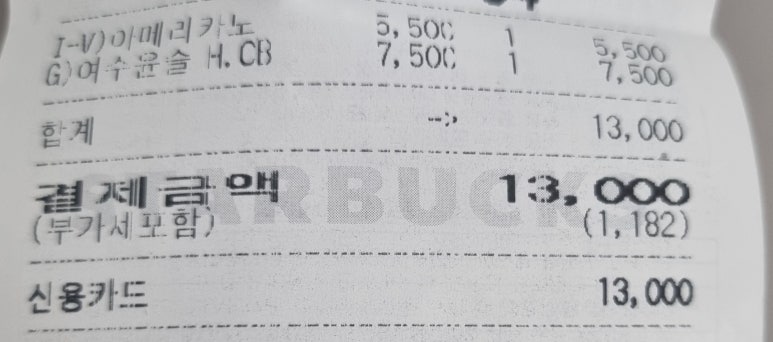 I-V)아메리카노 5,500 1 5,500
G)여수윤슬 H.CB 7,500 1 7,500
합계 --> 13,000
결제금액 13,000
(부가세포함) (1,182)
STARBUCKS
신용카드 13,000